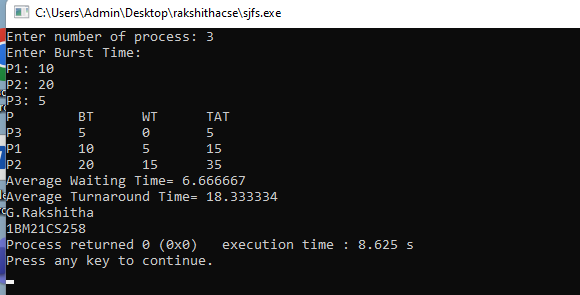 C:\Users\Admin\Desktop\rakshithacse\sjfs.exe
Enter number of process: 3
Enter Burst Time:
P1: 10
P2: 20
P3: 5
P BT WT TAT
P3 5 0 5
P1 10 5 15
P2 20 15 35
Average Waiting Time= 6.666667
Average Turnaround Time= 18.333334
G.Rakshitha
1BM21CS258
Process returned 0 (0x0) execution time : 8.625 s
Press any key to continue.